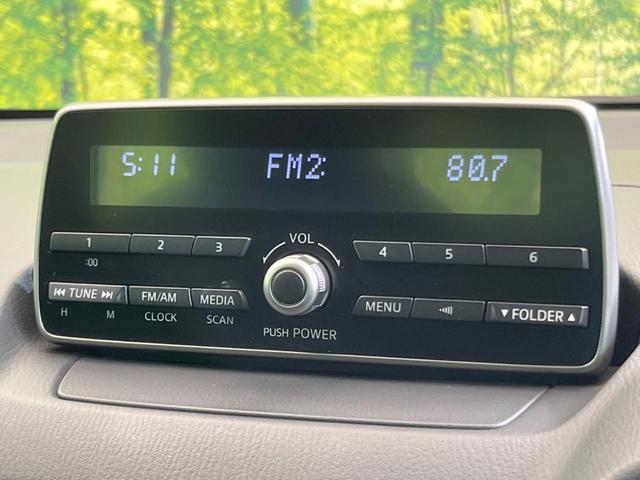 5:11 FM2: 80.7
VOL
1 2 3 4 5 6
:00
TUNE FM/AM MEDIA MENU ▼ FOLDER ▲
H M CLOCK SCAN
PUSH POWER